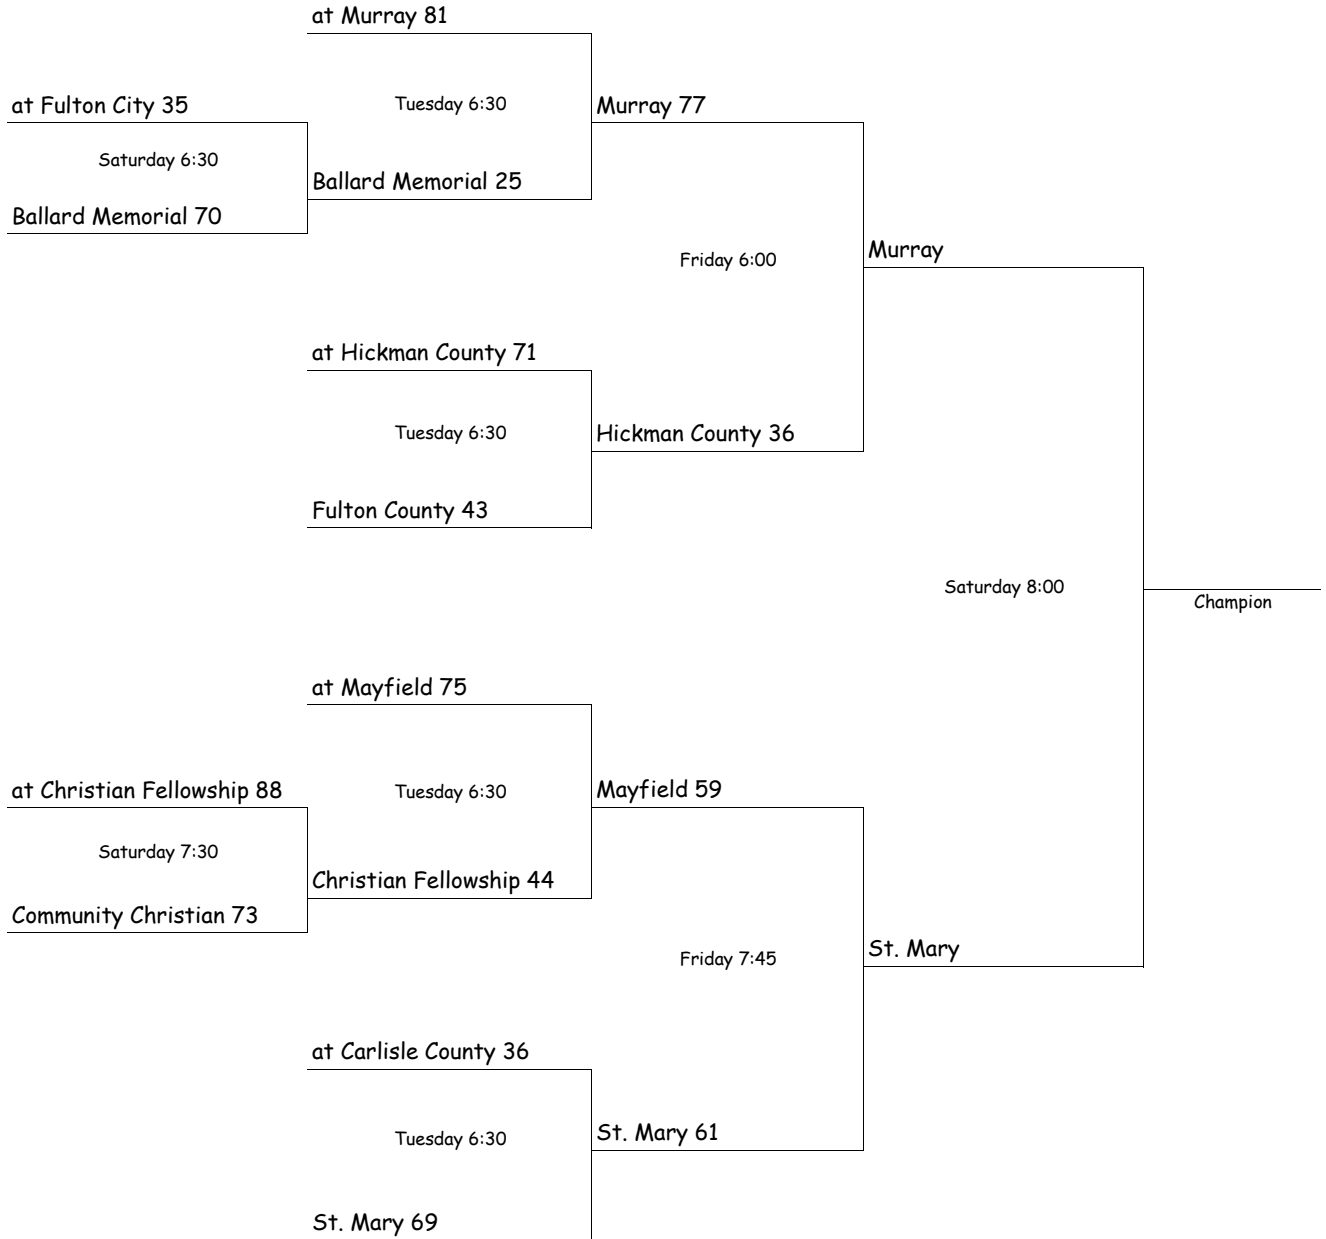 at Murray 81
at Fulton City 35
Tuesday 6:30
Murray 77
Saturday 6:30
Ballard Memorial 25
Ballard Memorial 70
Murray
Friday 6:00
at Hickman County 71
Tuesday 6:30
Hickman County 36
Fulton County 43
Saturday 8:00
Champion
at Mayfield 75
at Christian Fellowship 88
Tuesday 6:30
Mayfield 59
Saturday 7:30
Christian Fellowship 44
Community Christian 73
St. Mary
Friday 7:45
at Carlisle County 36
Tuesday 6:30
St. Mary 61
St. Mary 69